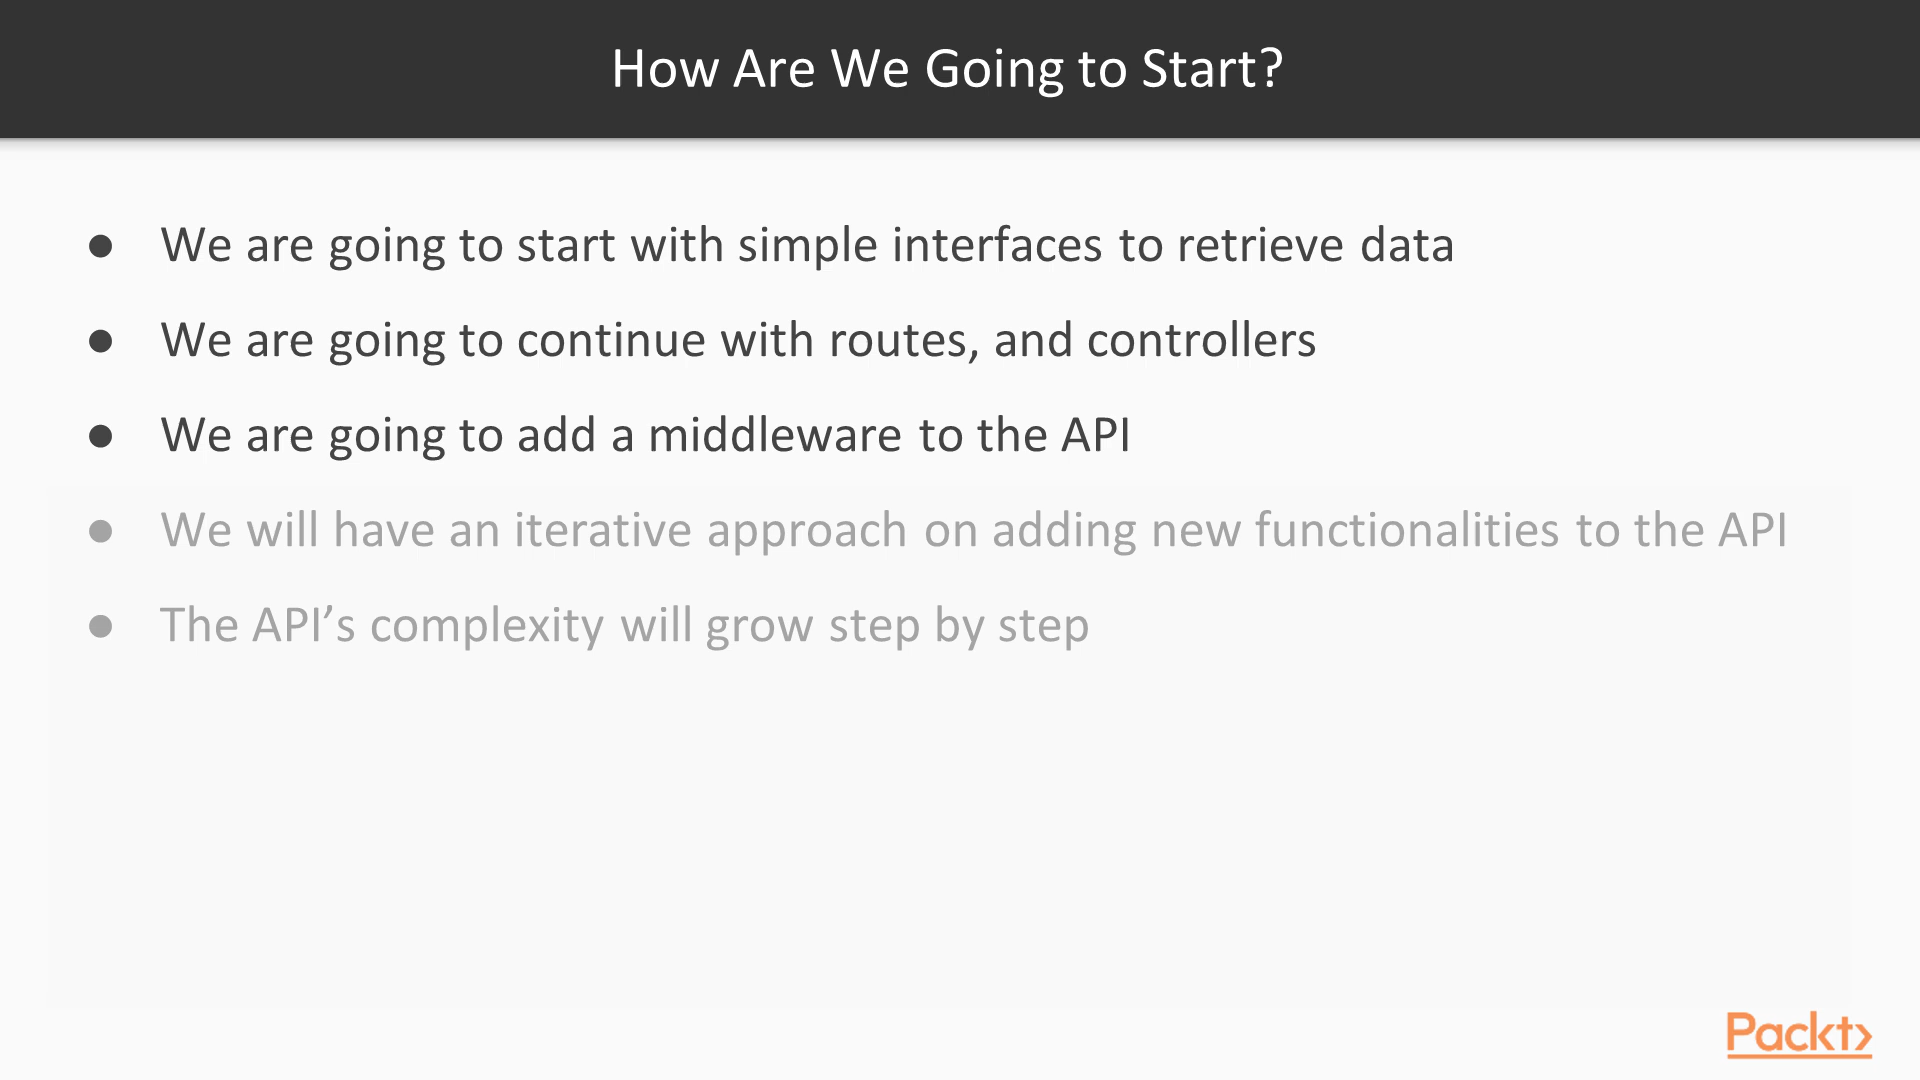 How Are We Going to Start?
● We are going to start with simple interfaces to retrieve data
● We are going to continue with routes, and controllers
● We are going to add a middleware to the API
● We will have an iterative approach on adding new functionalities to the API
● The API’s complexity will grow step by step
Packt>